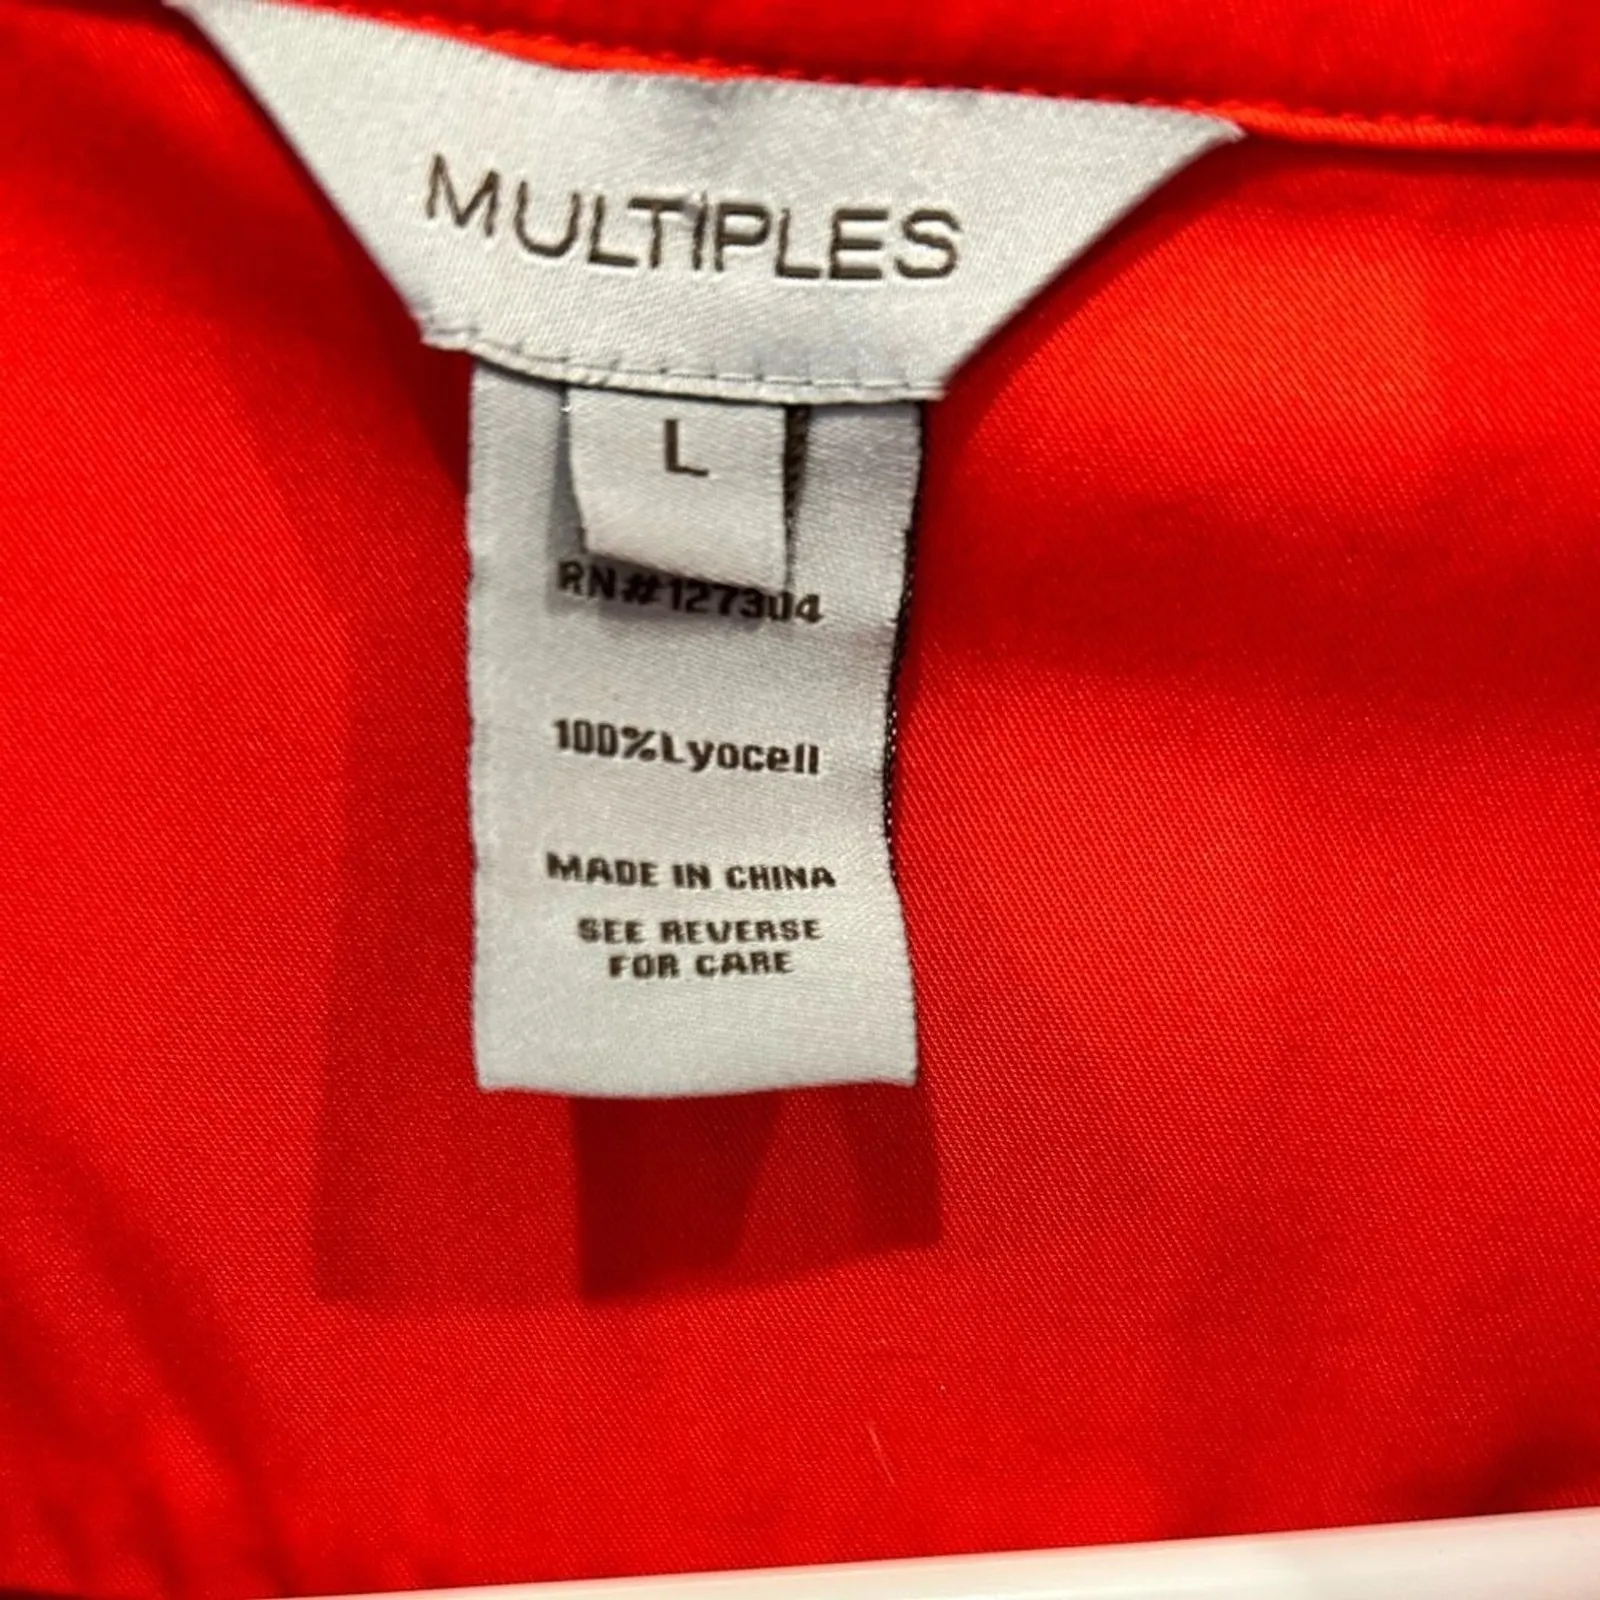 MULTIPLES
L
RN#127304
100%Lyocell
MADE IN CHINA
SEE REVERSE
FOR CARE